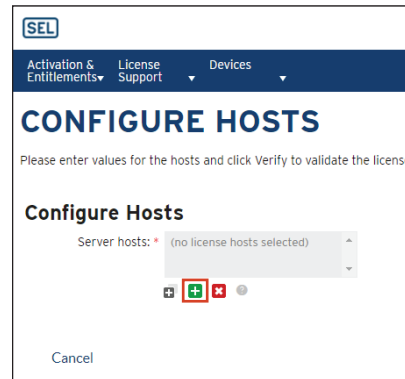 SEL
Activation & Entitlements License Support Devices
CONFIGURE HOSTS
Please enter values for the hosts and click Verify to validate the
Configure Hosts
Server hosts: * (no license hosts selected)
Cancel